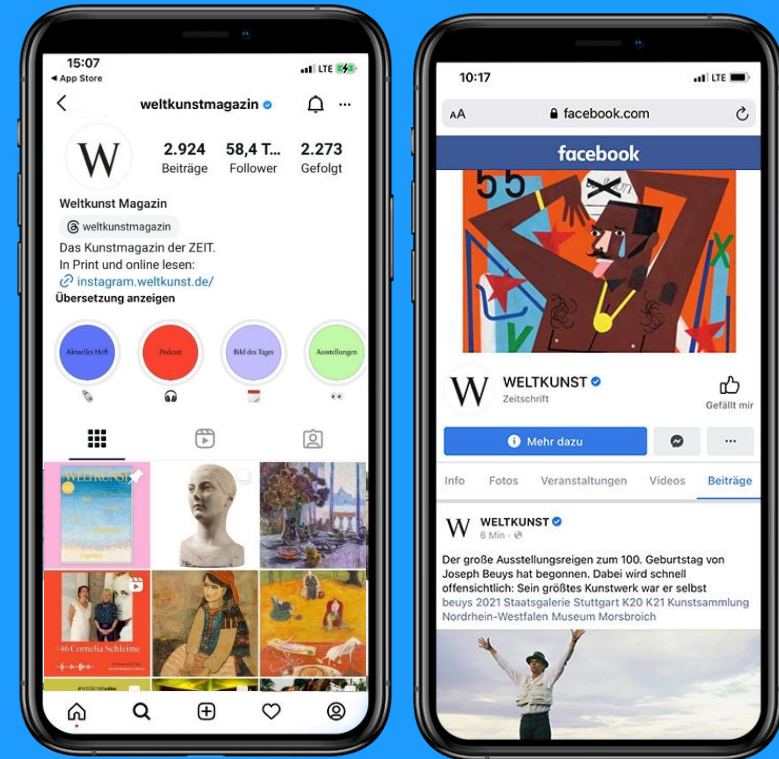 15:07
LTE
App Store
weltkunstmagazin
W
2.924 58,4 T... 2.273
Beiträge Follower Gefolgt
Weltkunst Magazin
weltkunstmagazin
Das Kunstmagazin der ZEIT.
In Print und online lesen:
instagram.weltkunst.de/
Übersetzung anzeigen
Aktuelles Heft
Podcast
Bild des Tages
Ausstellungen
WELTKUNST
46 Cornelia Schleime
10:17
LTE
AA facebook.com
facebook
55
W
WELTKUNST
Zeitschrift
Gefällt mir
Mehr dazu
Info Fotos Veranstaltungen Videos Beiträge
W
WELTKUNST
6 Min
Der große Ausstellungsreigen zum 100. Geburtstag von
Joseph Beuys hat begonnen. Dabei wird schnell
offensichtlich: Sein größtes Kunstwerk war er selbst
beuys 2021 Staatsgalerie Stuttgart K20 K21 Kunstsammlung
Nordrhein-Westfalen Museum Morsbroich